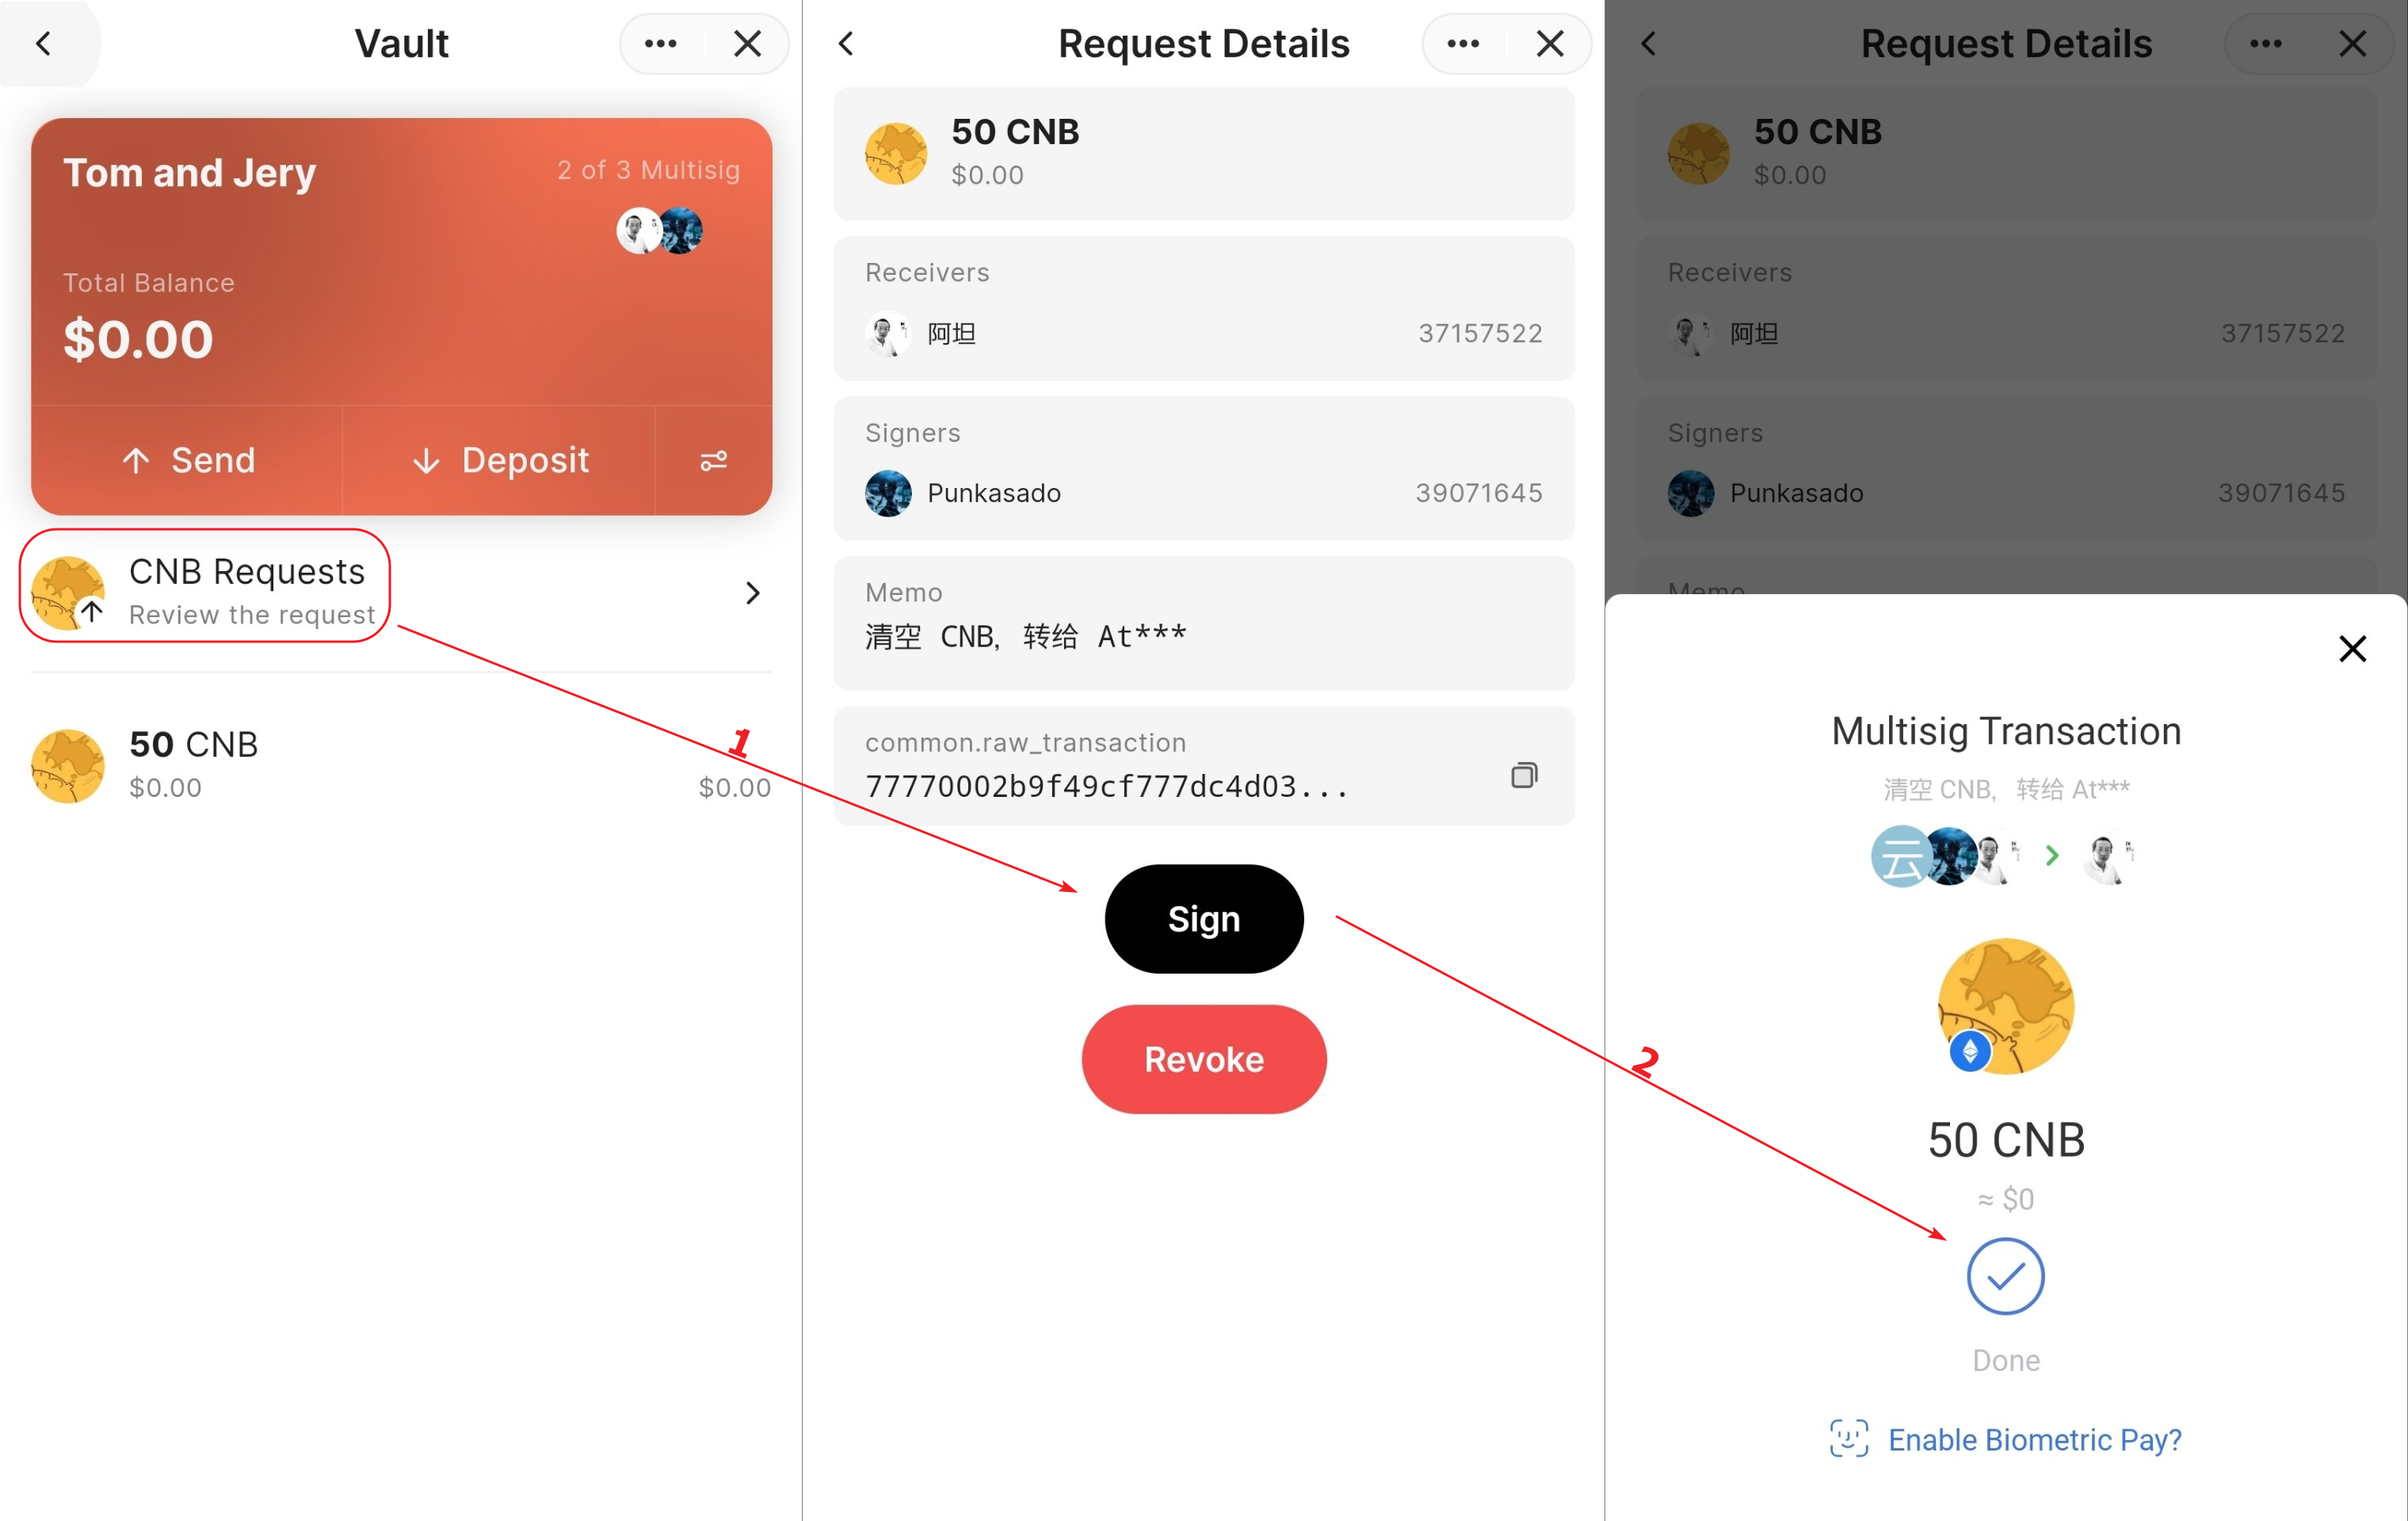 Vault
Tom and Jery
2 of 3 Multisig
Total Balance
$0.00
Send
Deposit
CNB Requests
Review the request
50 CNB
$0.00
$0.00
1
Request Details
50 CNB
$0.00
Receivers
阿坦
37157522
Signers
Punkasado
39071645
Memo
清空 CNB, 转给 At***
common.raw_transaction
77770002b9f49cf777dc4d03...
Sign
Revoke
2
Request Details
50 CNB
$0.00
Receivers
阿坦
37157522
Signers
Punkasado
39071645
Memo
Multisig Transaction
清空 CNB, 转给 At***
云
50 CNB
≈ $0
Done
Enable Biometric Pay?